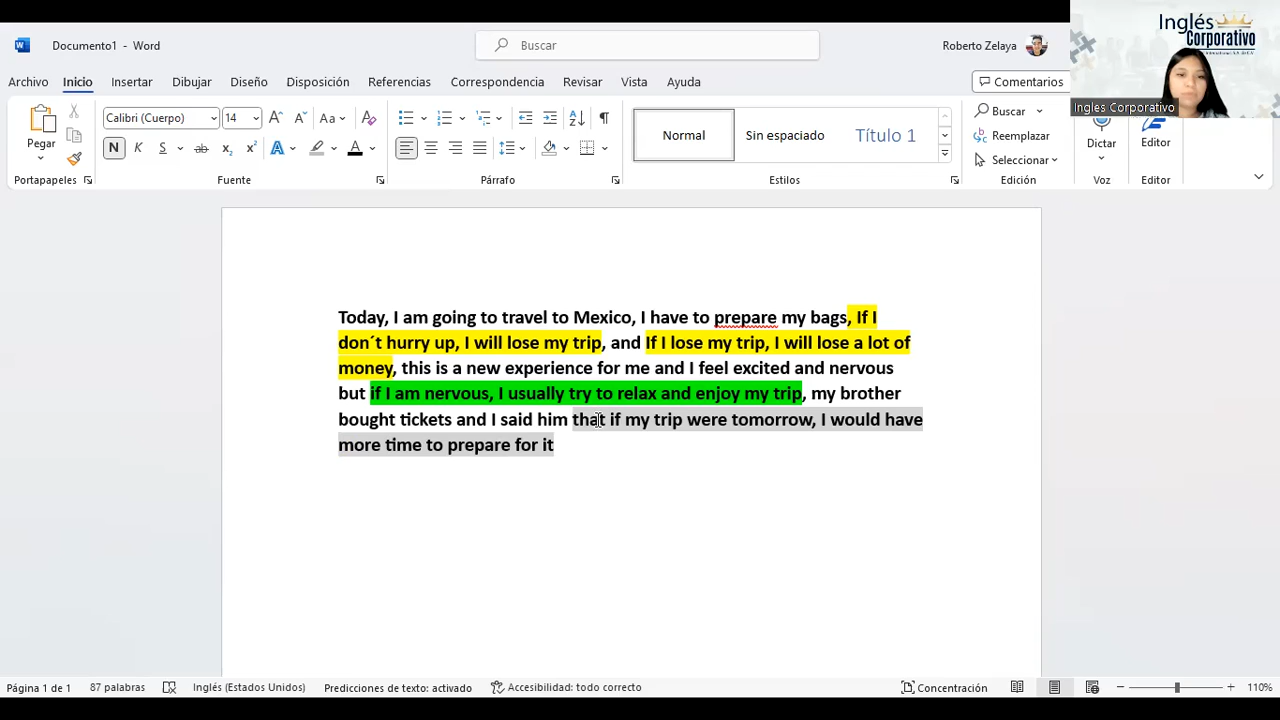 Documento1 - Word
Buscar
Roberto Zelaya
Inglés
Corporativo
Ingles Corporativo
Archivo Inicio Insertar Dibujar Diseño Disposición Referencias Correspondencia Revisar Vista Ayuda
Comentarios
Pegar
Calibri (Cuerpo) 14
Normal Sin espaciado Título 1
Buscar
Reemplazar
Seleccionar
Dictar
Editor
Portapapeles Fuente Párrafo Estilos Edición Voz Editor
Today, I am going to travel to Mexico, I have to prepare my bags, If I
don´t hurry up, I will lose my trip, and If I lose my trip, I will lose a lot of
money, this is a new experience for me and I feel excited and nervous
but if I am nervous, I usually try to relax and enjoy my trip, my brother
bought tickets and I said him that if my trip were tomorrow, I would have
more time to prepare for it
Página 1 de 1 87 palabras Inglés (Estados Unidos) Predicciones de texto: activado Accesibilidad: todo correcto Concentración 110%